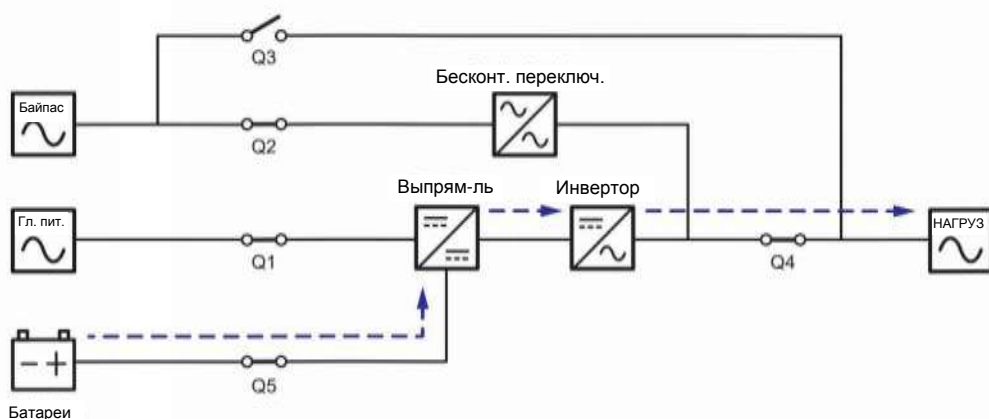 Q3
Бесконт. переключ.
Байпас
Q2
Выпрям-ль
Инвертор
Гл. пит.
НАГРУЗ
Q1
Q4
Q5
Батареи